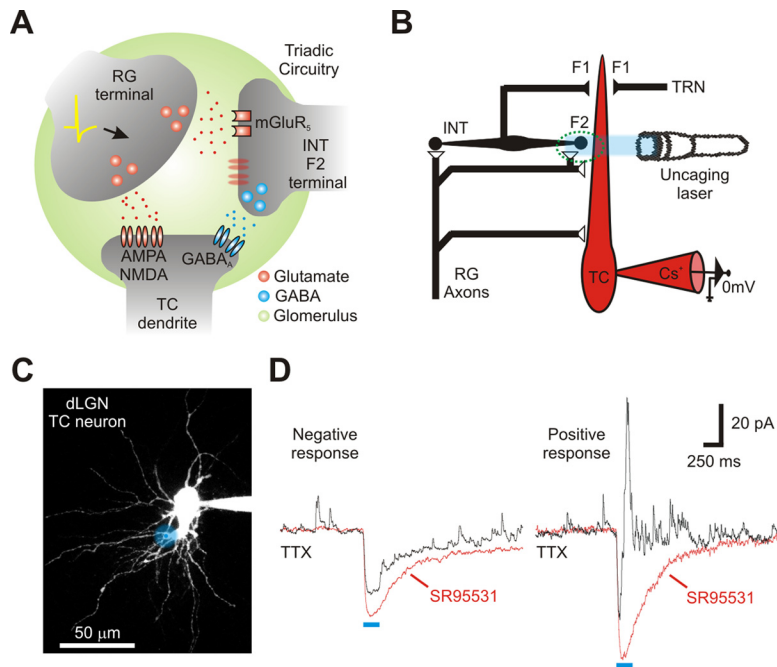 A
RG
terminal
Triadic
Circuitry
mGluR5
INT
F2
terminal
AMPA
NMDA
GABAA
TC
dendrite
Glutamate
GABA
Glomerulus
B
F1
F1
TRN
INT
F2
Uncaging
laser
RG
Axons
TC
Cs+
0mV
C
dLGN
TC neuron
50 μm
D
Negative
response
Positive
response
20 pA
250 ms
TTX
SR95531
TTX
SR95531